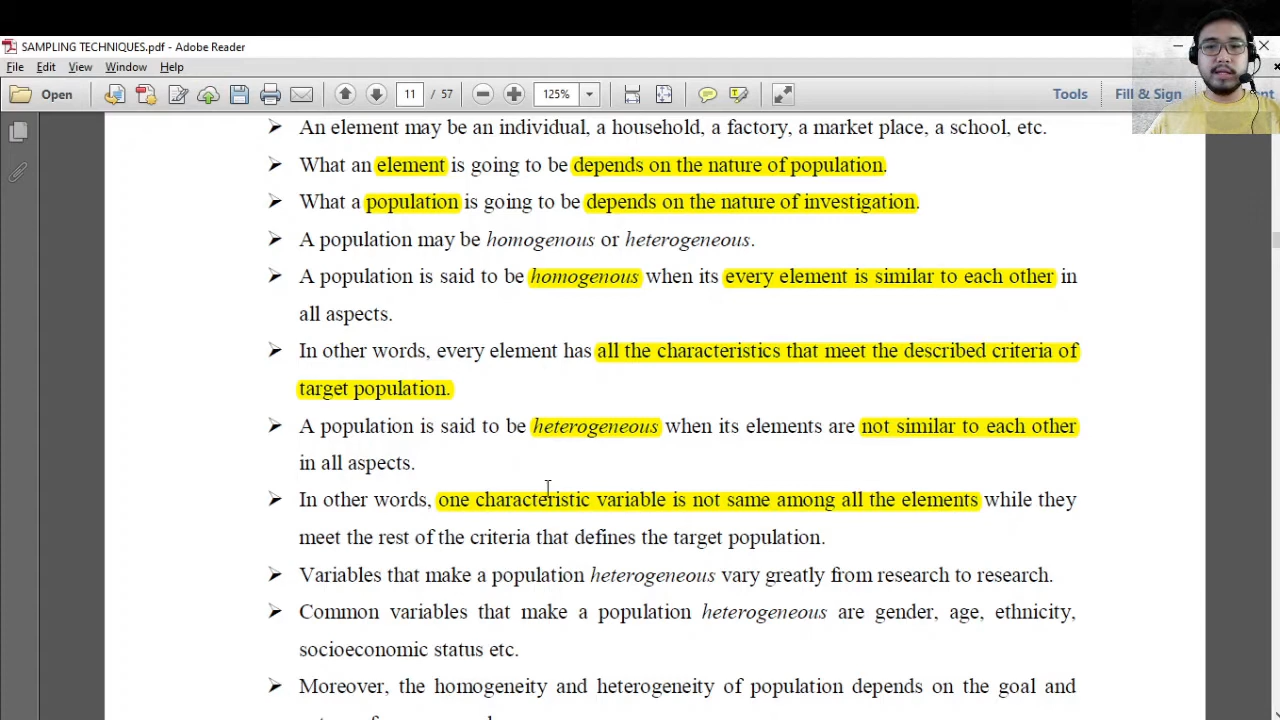 SAMPLING TECHNIQUES.pdf - Adobe Reader
File Edit View Window Help
Open 11 / 57 125% Tools Fill & Sign
➢ An element may be an individual, a household, a factory, a market place, a school, etc.
➢ What an element is going to be depends on the nature of population.
➢ What a population is going to be depends on the nature of investigation.
➢ A population may be homogenous or heterogeneous.
➢ A population is said to be homogenous when its every element is similar to each other in
all aspects.
➢ In other words, every element has all the characteristics that meet the described criteria of
target population.
➢ A population is said to be heterogeneous when its elements are not similar to each other
in all aspects.
➢ In other words, one characteristic variable is not same among all the elements while they
meet the rest of the criteria that defines the target population.
➢ Variables that make a population heterogeneous vary greatly from research to research.
➢ Common variables that make a population heterogeneous are gender, age, ethnicity,
socioeconomic status etc.
➢ Moreover, the homogeneity and heterogeneity of population depends on the goal and